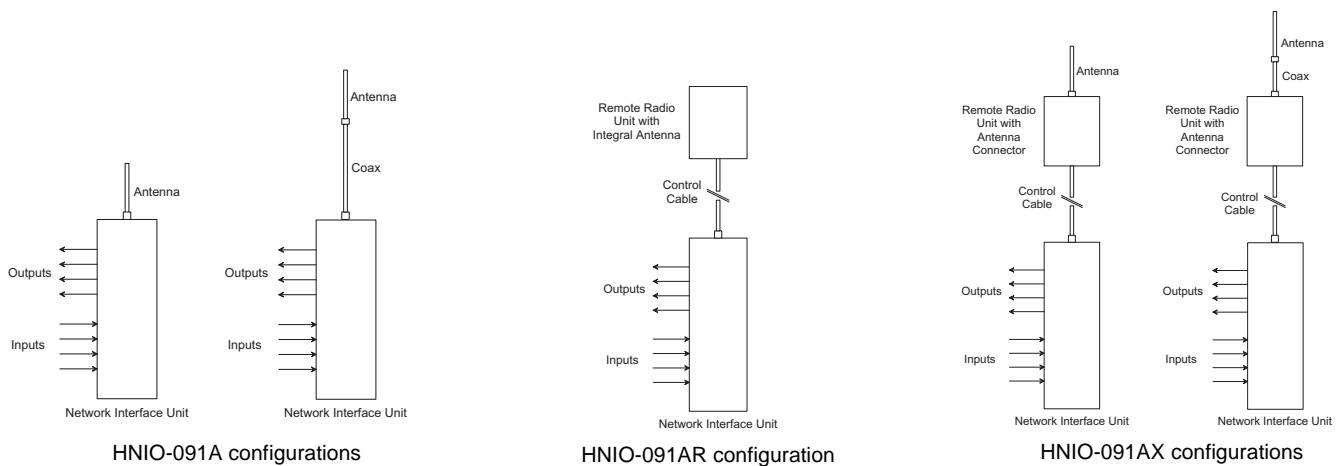 Antenna
Outputs
Inputs
Network Interface Unit
Antenna
Coax
Outputs
Inputs
Network Interface Unit
HNIO-091A configurations
Remote Radio
Unit with
Integral Antenna
Control
Cable
Outputs
Inputs
Network Interface Unit
HNIO-091AR configuration
Antenna
Remote Radio
Unit with
Antenna
Connector
Control
Cable
Outputs
Inputs
Network Interface Unit
Antenna
Coax
Remote Radio
Unit with
Antenna
Connector
Control
Cable
Outputs
Inputs
Network Interface Unit
HNIO-091AX configurations